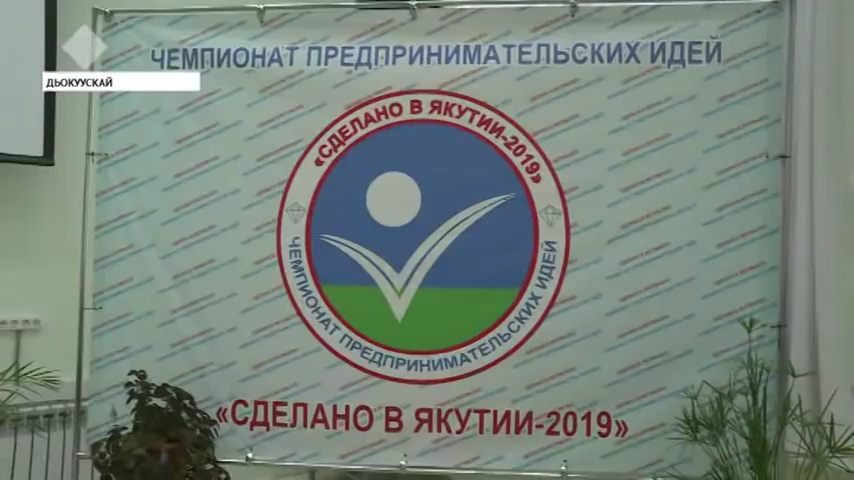 ЧЕМПИОНАТ ПРЕДПРИНИМАТЕЛЬСКИХ ИДЕЙ
ДЬОКУУСКАЙ
«СДЕЛАНО В ЯКУТИИ-2019»
ЧЕМПИОНАТ ПРЕДПРИНИМАТЕЛЬСКИХ ИДЕЙ
«СДЕЛАНО В ЯКУТИИ-2019»